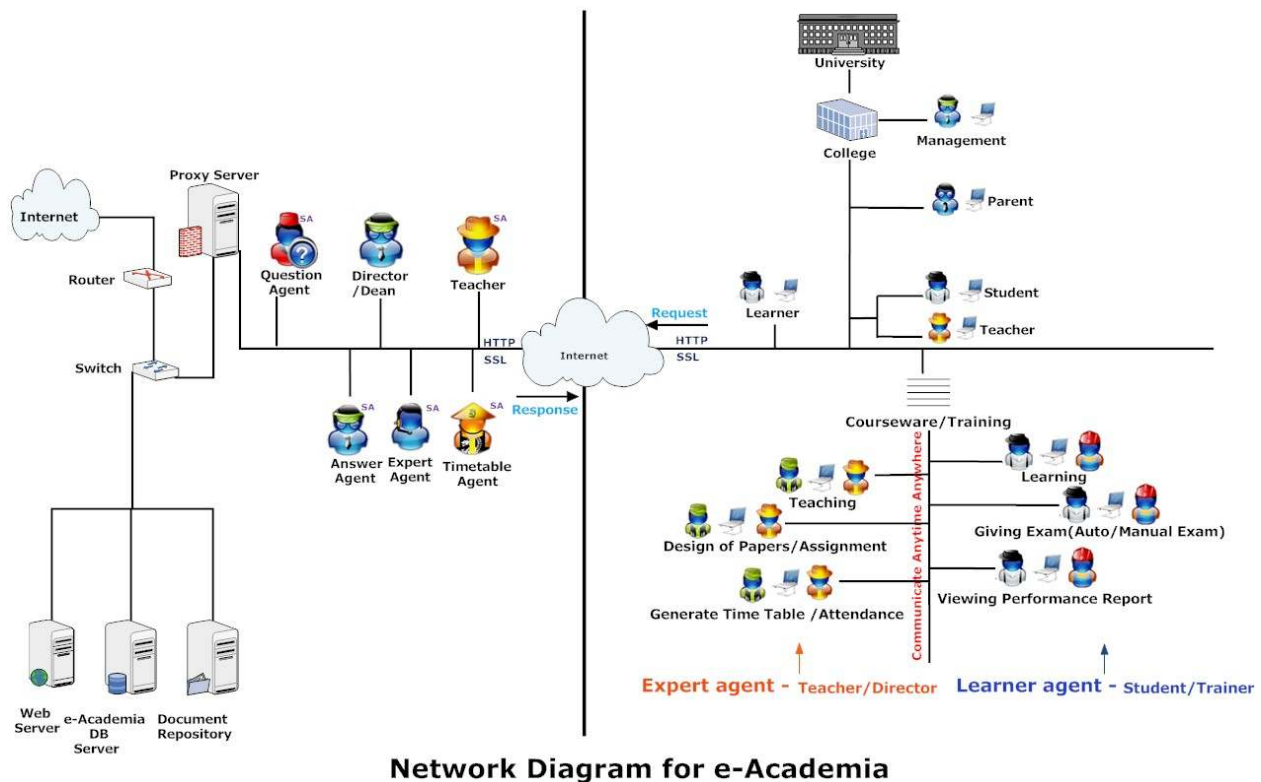 University
College
Management
Proxy Server
Internet
Parent
SA
SA
Router
Question
Agent
Director
/Dean
Teacher
Learner
Request
Student
Teacher
HTTP
SSL
Internet
HTTP
SSL
Switch
SA
SA
SA
Response
Answer
Agent
Expert
Agent
Timetable
Agent
Courseware/Training
Communicate Anytime Anywhere
Learning
Teaching
Giving Exam(Auto/Manual Exam)
Design of Papers/Assignment
Viewing Performance Report
Generate Time Table /Attendance
Expert agent - Teacher/Director
Learner agent - Student/Trainer
Web
Server
e-Academia
DB
Server
Document
Repository
Network Diagram for e-Academia